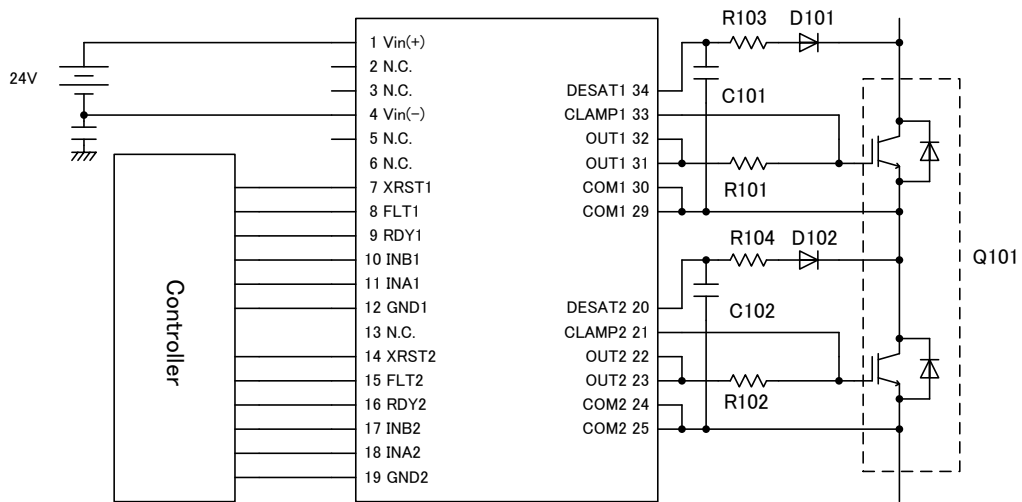 24V
1 Vin(+)
2 N.C.
3 N.C.
4 Vin(-)
5 N.C.
6 N.C.
7 XRST1
8 FLT1
9 RDY1
10 INB1
11 INA1
12 GND1
13 N.C.
14 XRST2
15 FLT2
16 RDY2
17 INB2
18 INA2
19 GND2
Controller
DESAT1 34
CLAMP1 33
OUT1 32
OUT1 31
COM1 30
COM1 29
DESAT2 20
CLAMP2 21
OUT2 22
OUT2 23
COM2 24
COM2 25
R103
D101
C101
R101
R104
D102
C102
R102
Q101